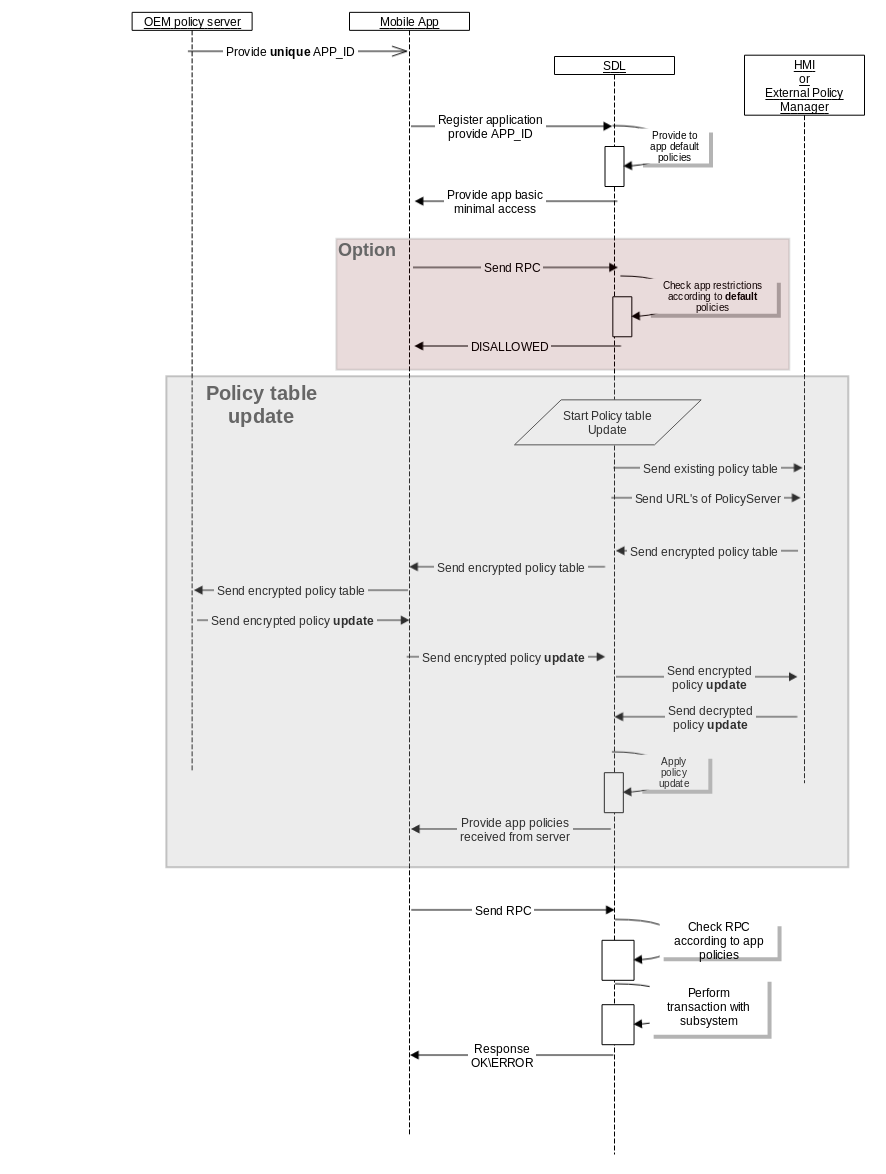 OEM policy server
Mobile App
Provide unique APP_ID
SDL
HMI
or
External Policy
Manager
Register application
provide APP_ID
Provide to
app default
policies
Provide app basic
minimal access
Option
Send RPC
Check app restrictions
according to default
policies
DISALLOWED
Policy table
update
Start Policy table
Update
Send existing policy table
Send URL's of PolicyServer
Send encrypted policy table
Send encrypted policy table
Send encrypted policy table
Send encrypted policy update
Send encrypted policy update
Send encrypted
policy update
Send decrypted
policy update
Apply
policy
update
Provide app policies
received from server
Send RPC
Check RPC
according to app
policies
Perform
transaction with
subsystem
Response
OK\ERROR